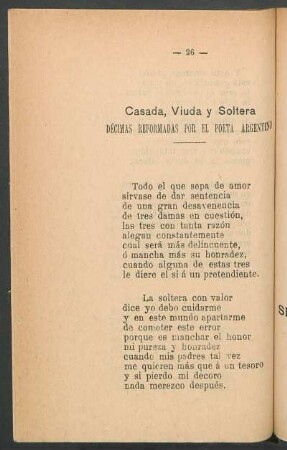 — 26 —
Casada, Viuda y Soltera
DÉCIMAS REFORMADAS POR EL POETA ARGENTINO
Todo el que sepa de amor
sírvase de dar sentencia
de una gran desavenencia
de tres damas en cuestión,
las tres con tanta razón
alegan constantemente
cual será más delincuente,
ó mancha más su honradez,
cuando alguna de estas tres
le diere el sí á un pretendiente.
La soltera con valor
dice yo debo cuidarme
y en este mundo apartarme
de cometer este error
porque es manchar el honor
mi pureza y honradez
cuando mis padres tal vez
me quieren más que á un tesoro
y si pierdo mi decoro
nada merezco después.